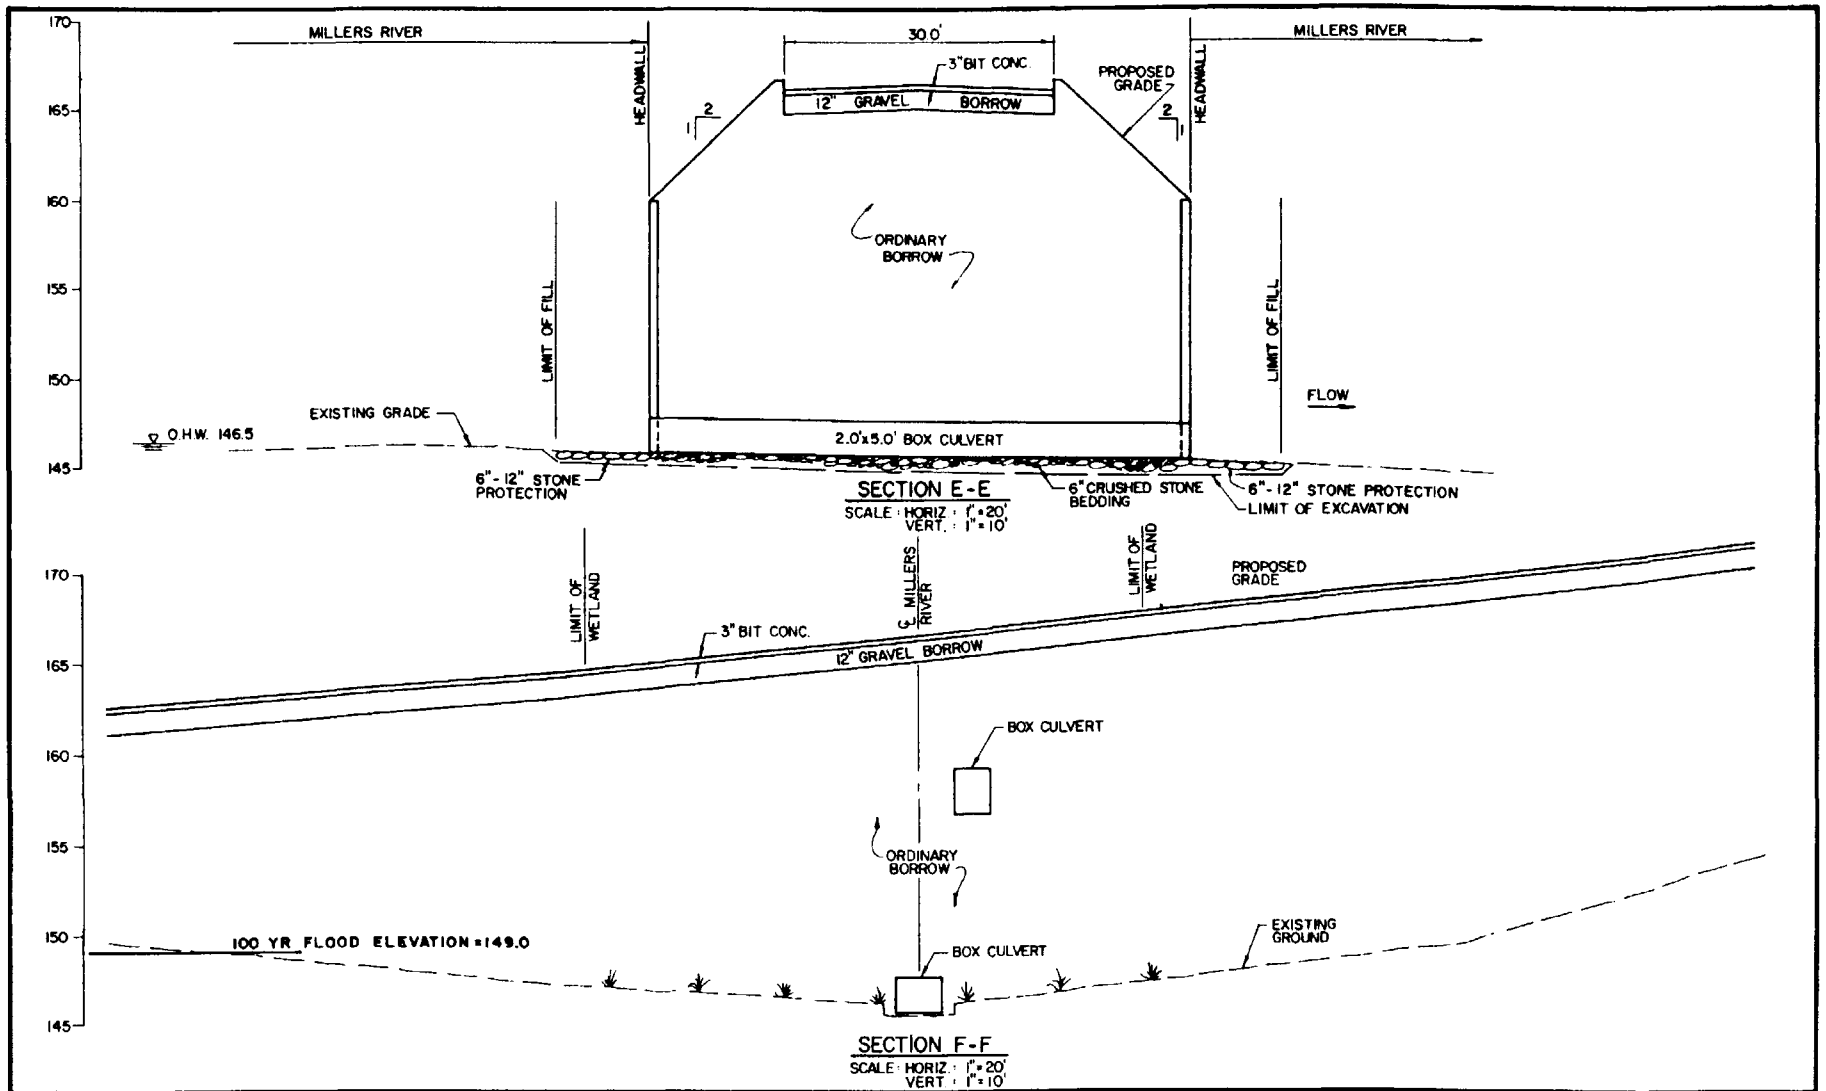 170
165
160
155
150
145
MILLERS RIVER
HEADWALL
30.0'
3" BIT CONC.
12" GRAVEL BORROW
2
1
PROPOSED
GRADE
2
1
HEADWALL
MILLERS RIVER
LIMIT OF FILL
ORDINARY
BORROW
LIMIT OF FILL
FLOW
EXISTING GRADE
O.H.W. 146.5
2.0'x5.0' BOX CULVERT
6"-12" STONE
PROTECTION
6" CRUSHED STONE
BEDDING
6"-12" STONE PROTECTION
LIMIT OF EXCAVATION
SECTION E-E
SCALE: HORIZ.: 1"=20'
VERT.: 1"=10'
170
165
160
155
150
145
LIMIT OF
WETLAND
℄ MILLERS
RIVER
LIMIT OF
WETLAND
PROPOSED
GRADE
3" BIT CONC.
12" GRAVEL BORROW
BOX CULVERT
ORDINARY
BORROW
100 YR FLOOD ELEVATION=149.0
BOX CULVERT
EXISTING
GROUND
SECTION F-F
SCALE: HORIZ.: 1"=20'
VERT.: 1"=10'